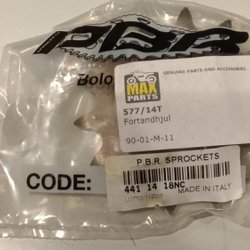 PBR
Bolo
GENUINE PARTS AND ACCESSORIES
MAX
PARTS
577/14T
Fortandhjul
90-01-M-11
P.B.R. SPROCKETS
CODE:
441 14 18NC
MADE IN ITALY